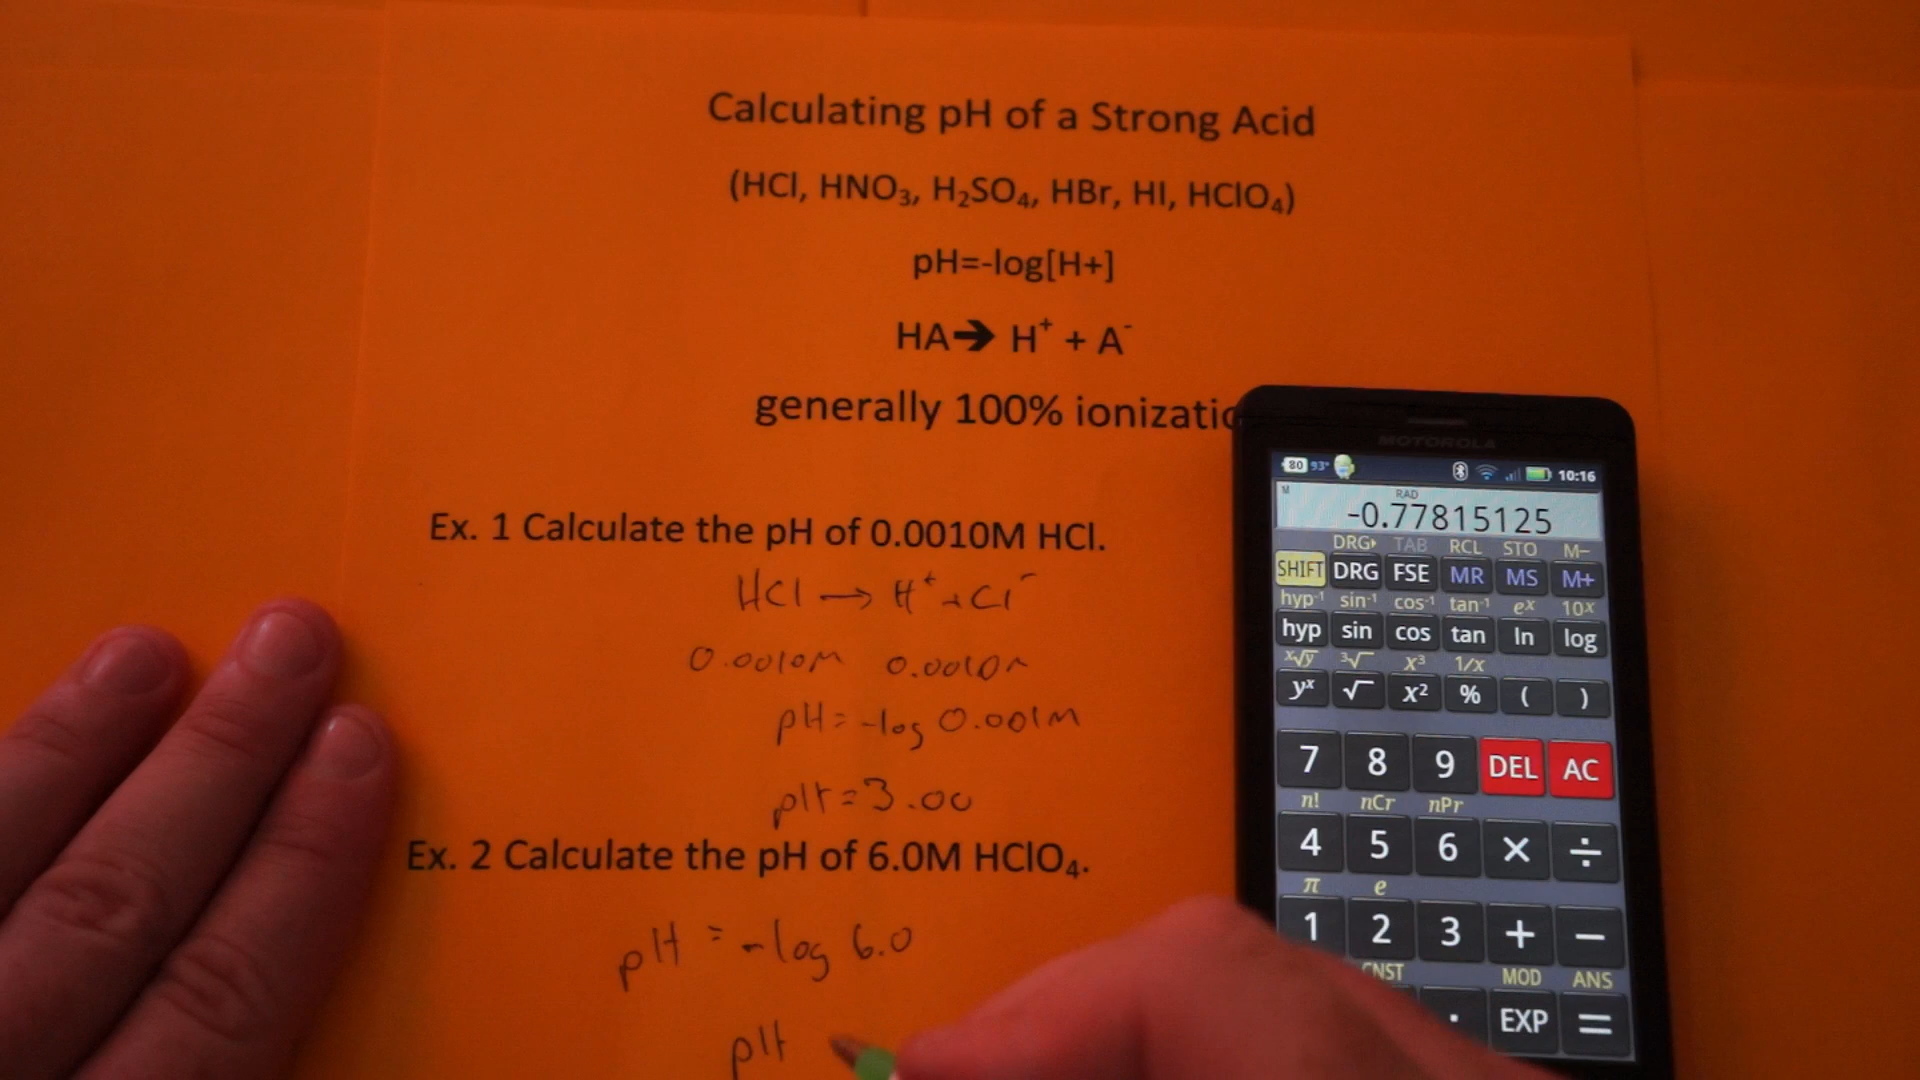 Calculating pH of a Strong Acid
(HCl, HNO₃, H₂SO₄, HBr, HI, HClO₄)
pH=-log[H+]
HA➔ H⁺ + A⁻
generally 100% ionizatio
Ex. 1 Calculate the pH of 0.0010M HCl.
HCl → H⁺ + Cl⁻
0.0010M 0.0010M
pH = -log 0.001M
pH = 3.00
Ex. 2 Calculate the pH of 6.0M HClO₄.
pH = -log 6.0
pH
MOTOROLA
80 93° 10:16
M RAD
-0.77815125
DRG▸ TAB RCL STO M−
SHIFT DRG FSE MR MS M+
hyp⁻¹ sin⁻¹ cos⁻¹ tan⁻¹ eˣ 10ˣ
hyp sin cos tan ln log
ˣ√y ³√ x³ 1/x
yˣ √ x² % ( )
7 8 9 DEL AC
n! nCr nPr
4 5 6 × ÷
π e
1 2 3 + −
CNST MOD ANS
. EXP =